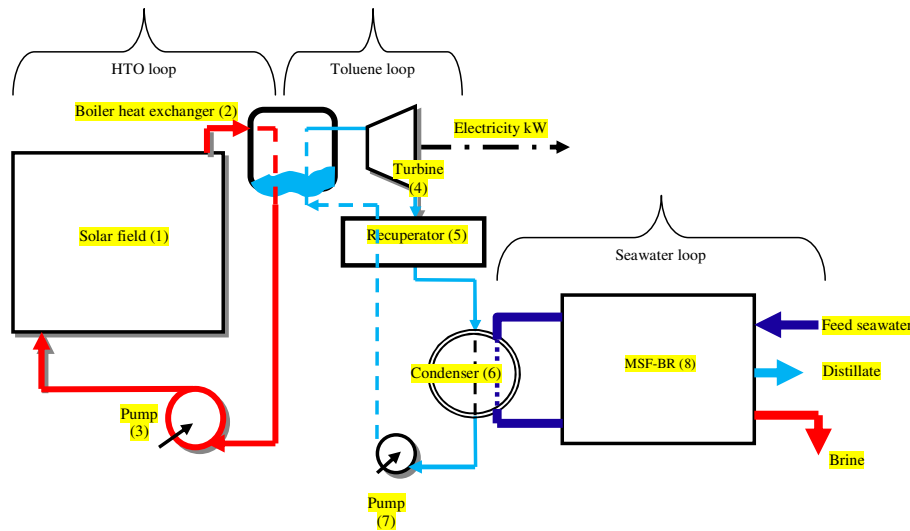 HTO loop
Toluene loop
Boiler heat exchanger (2)
Electricity kW
Turbine
(4)
Solar field (1)
Recuperator (5)
Seawater loop
Feed seawater
Condenser (6)
MSF-BR (8)
Distillate
Pump
(3)
Brine
Pump
(7)